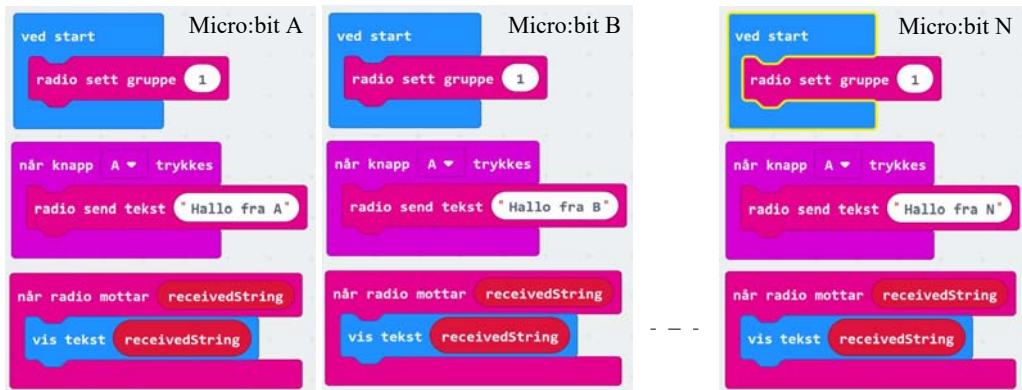 Micro:bit A
ved start
radio sett gruppe 1
når knapp A trykkes
radio send tekst "Hallo fra A"
når radio mottar receivedString
vis tekst receivedString
Micro:bit B
ved start
radio sett gruppe 1
når knapp A trykkes
radio send tekst "Hallo fra B"
når radio mottar receivedString
vis tekst receivedString
Micro:bit N
ved start
radio sett gruppe 1
når knapp A trykkes
radio send tekst "Hallo fra N"
når radio mottar receivedString
vis tekst receivedString